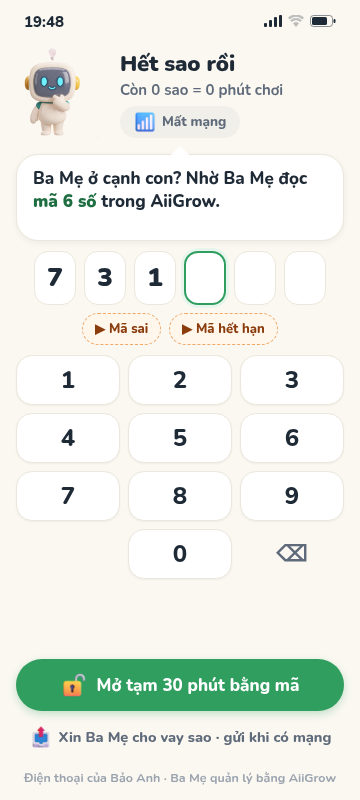 19:48
Hết sao rồi
Còn 0 sao = 0 phút chơi
Mất mạng
Ba Mẹ ở cạnh con? Nhờ Ba Mẹ đọc
mã 6 số trong AiiGrow.
7 3 1
▶ Mã sai ▶ Mã hết hạn
1 2 3
4 5 6
7 8 9
0 ⌫
Mở tạm 30 phút bằng mã
Xin Ba Mẹ cho vay sao · gửi khi có mạng
Điện thoại của Bảo Anh · Ba Mẹ quản lý bằng AiiGrow